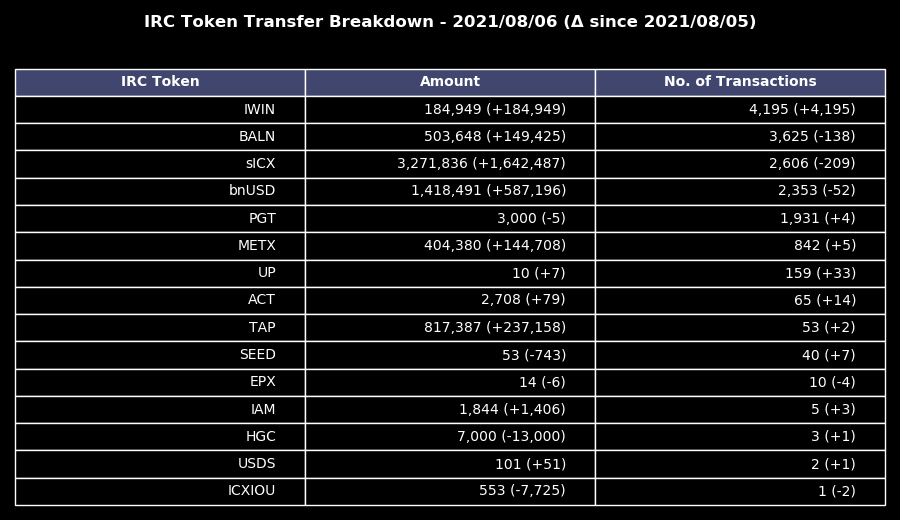 IRC Token Transfer Breakdown - 2021/08/06 (Δ since 2021/08/05)
IRC Token Amount No. of Transactions
IWIN 184,949 (+184,949) 4,195 (+4,195)
BALN 503,648 (+149,425) 3,625 (-138)
sICX 3,271,836 (+1,642,487) 2,606 (-209)
bnUSD 1,418,491 (+587,196) 2,353 (-52)
PGT 3,000 (-5) 1,931 (+4)
METX 404,380 (+144,708) 842 (+5)
UP 10 (+7) 159 (+33)
ACT 2,708 (+79) 65 (+14)
TAP 817,387 (+237,158) 53 (+2)
SEED 53 (-743) 40 (+7)
EPX 14 (-6) 10 (-4)
IAM 1,844 (+1,406) 5 (+3)
HGC 7,000 (-13,000) 3 (+1)
USDS 101 (+51) 2 (+1)
ICXIOU 553 (-7,725) 1 (-2)